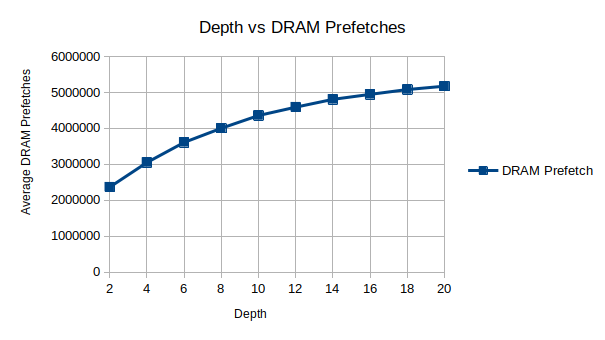 Depth vs DRAM Prefetches
Average DRAM Prefetches
6000000
5000000
4000000
3000000
2000000
1000000
0
2 4 6 8 10 12 14 16 18 20
Depth
DRAM Prefetch